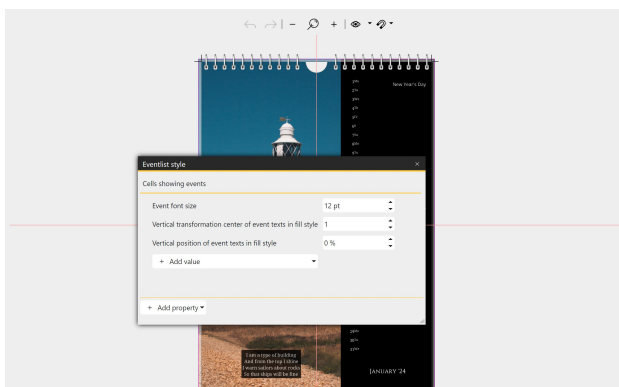 New Year's Day
Eventlist style
Cells showing events
Event font size
12 pt
Vertical transformation center of event texts in fill style
1
Vertical position of event texts in fill style
0 %
+ Add value
+ Add property
I am a type of building
And from the top I shine
I warn sailors about rocks
So that ships will be fine
January '24